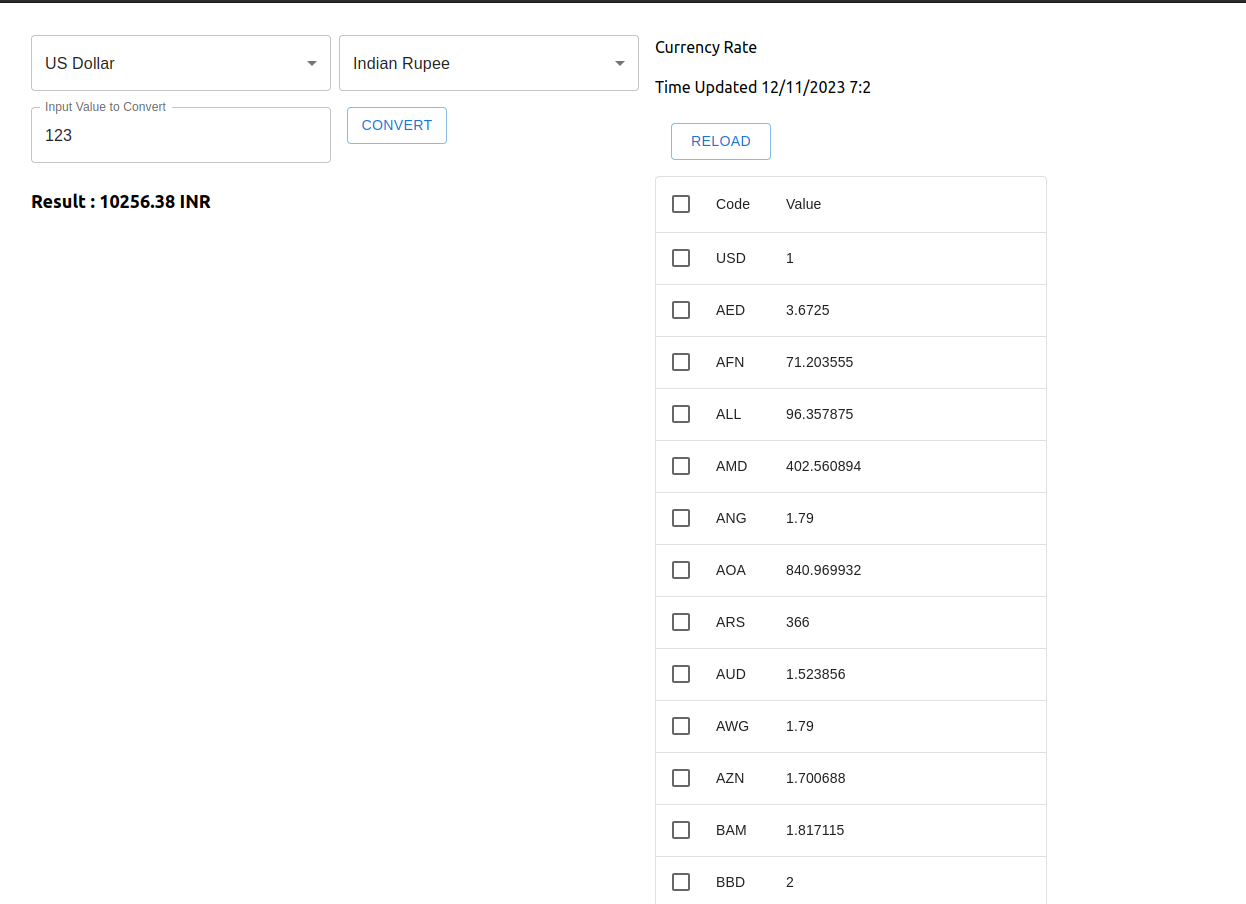 US Dollar
Indian Rupee
Input Value to Convert
123
CONVERT
Result : 10256.38 INR
Currency Rate
Time Updated 12/11/2023 7:2
RELOAD
Code Value
USD 1
AED 3.6725
AFN 71.203555
ALL 96.357875
AMD 402.560894
ANG 1.79
AOA 840.969932
ARS 366
AUD 1.523856
AWG 1.79
AZN 1.700688
BAM 1.817115
BBD 2